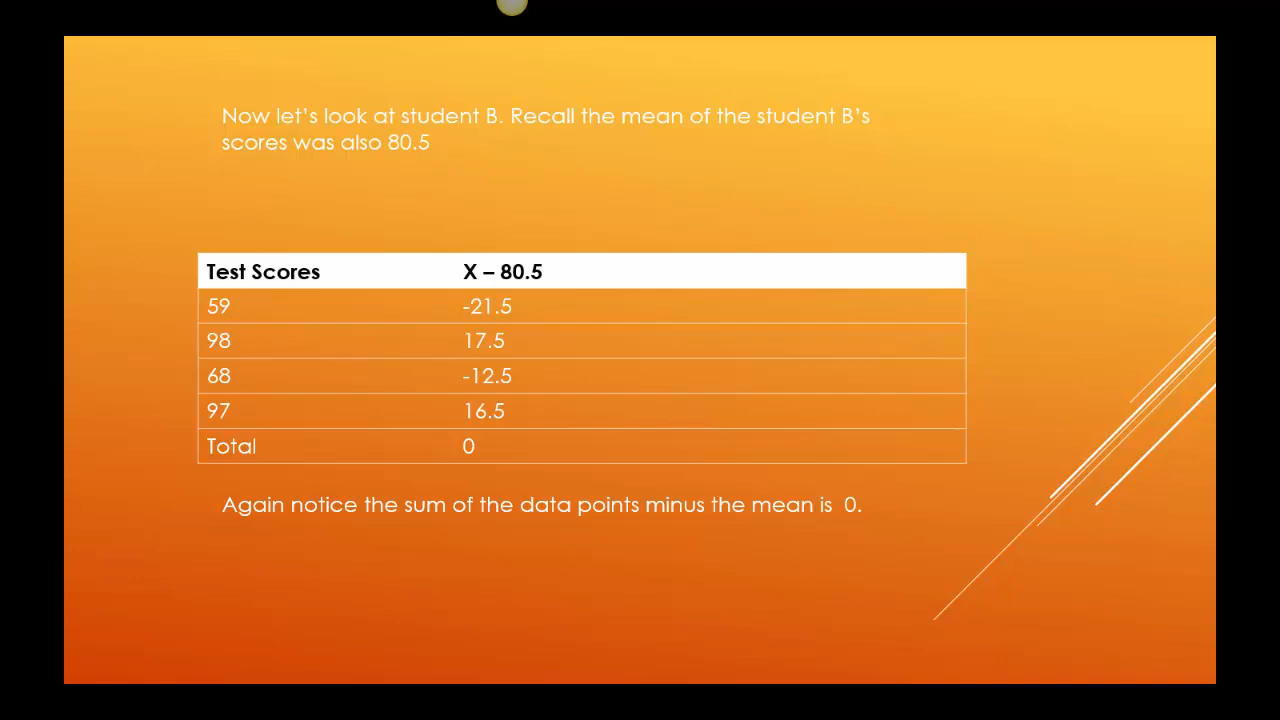 Now let's look at student B. Recall the mean of the student B's
scores was also 80.5
Test Scores X – 80.5
59 -21.5
98 17.5
68 -12.5
97 16.5
Total 0
Again notice the sum of the data points minus the mean is  0.